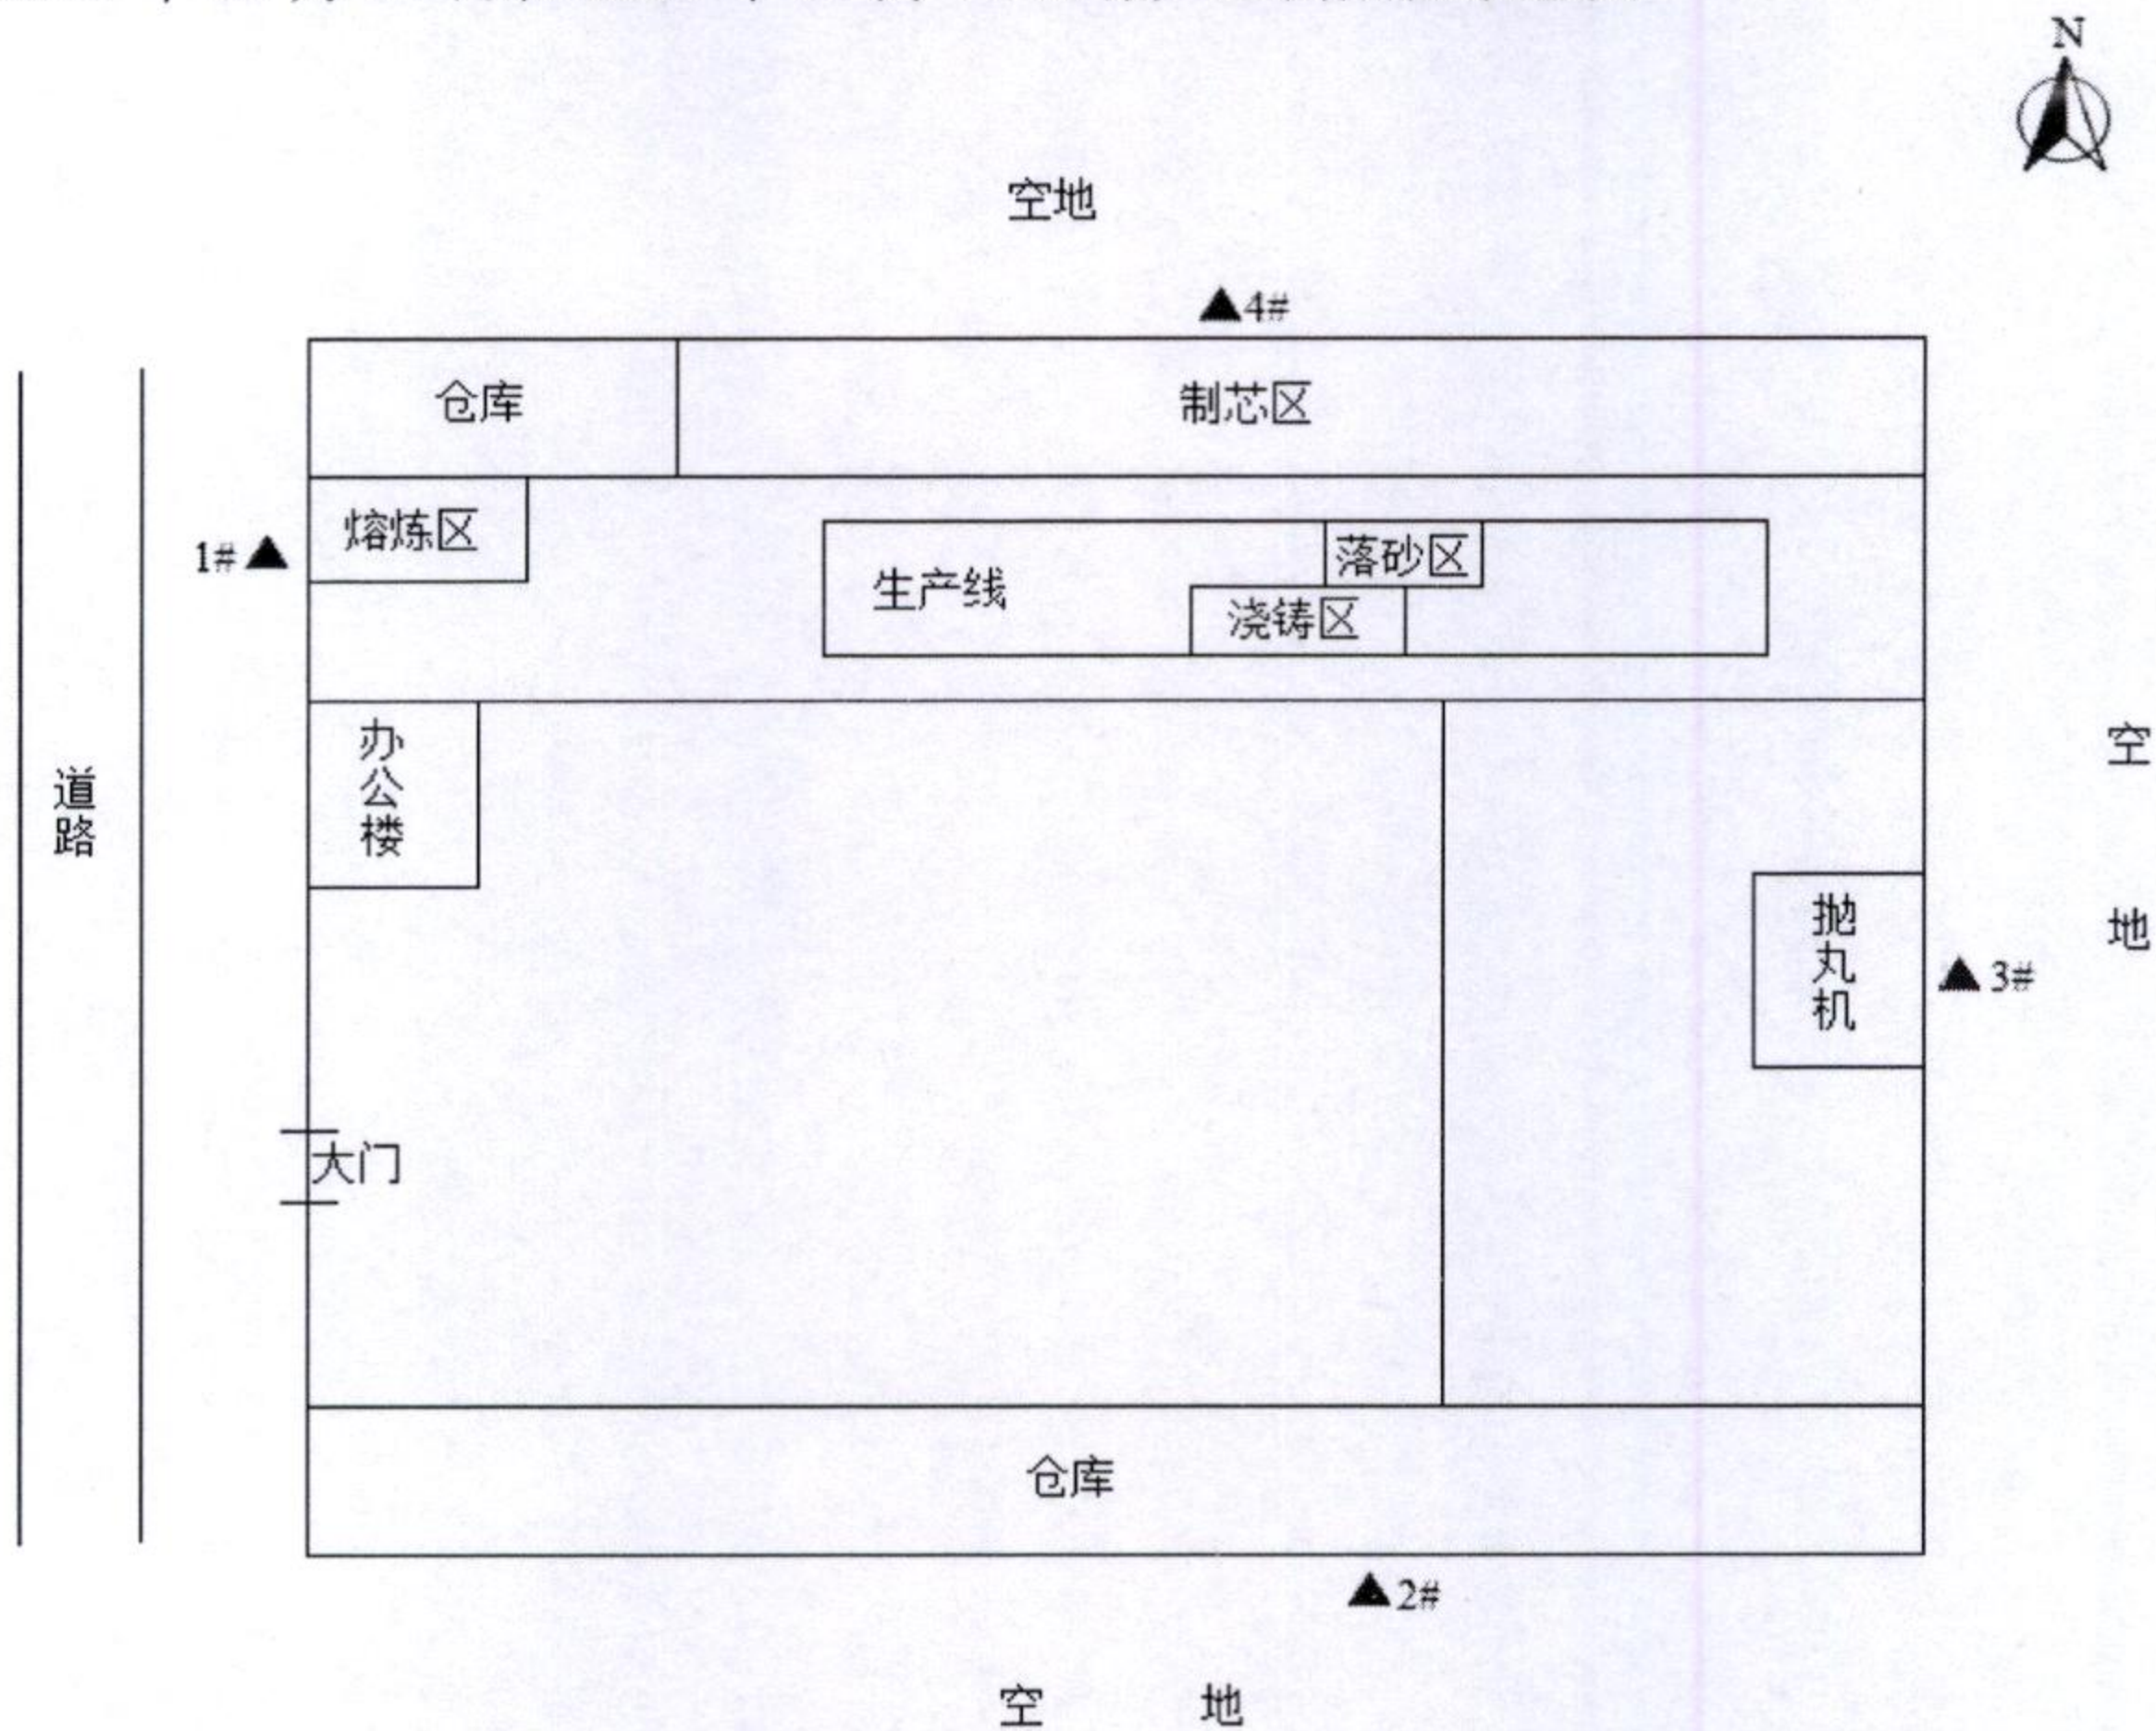 N
空地
▲4#
仓库
制芯区
熔炼区
1#▲
落砂区
生产线
浇铸区
办公楼
道路
空地
抛丸机
▲3#
大门
仓库
▲2#
空 地